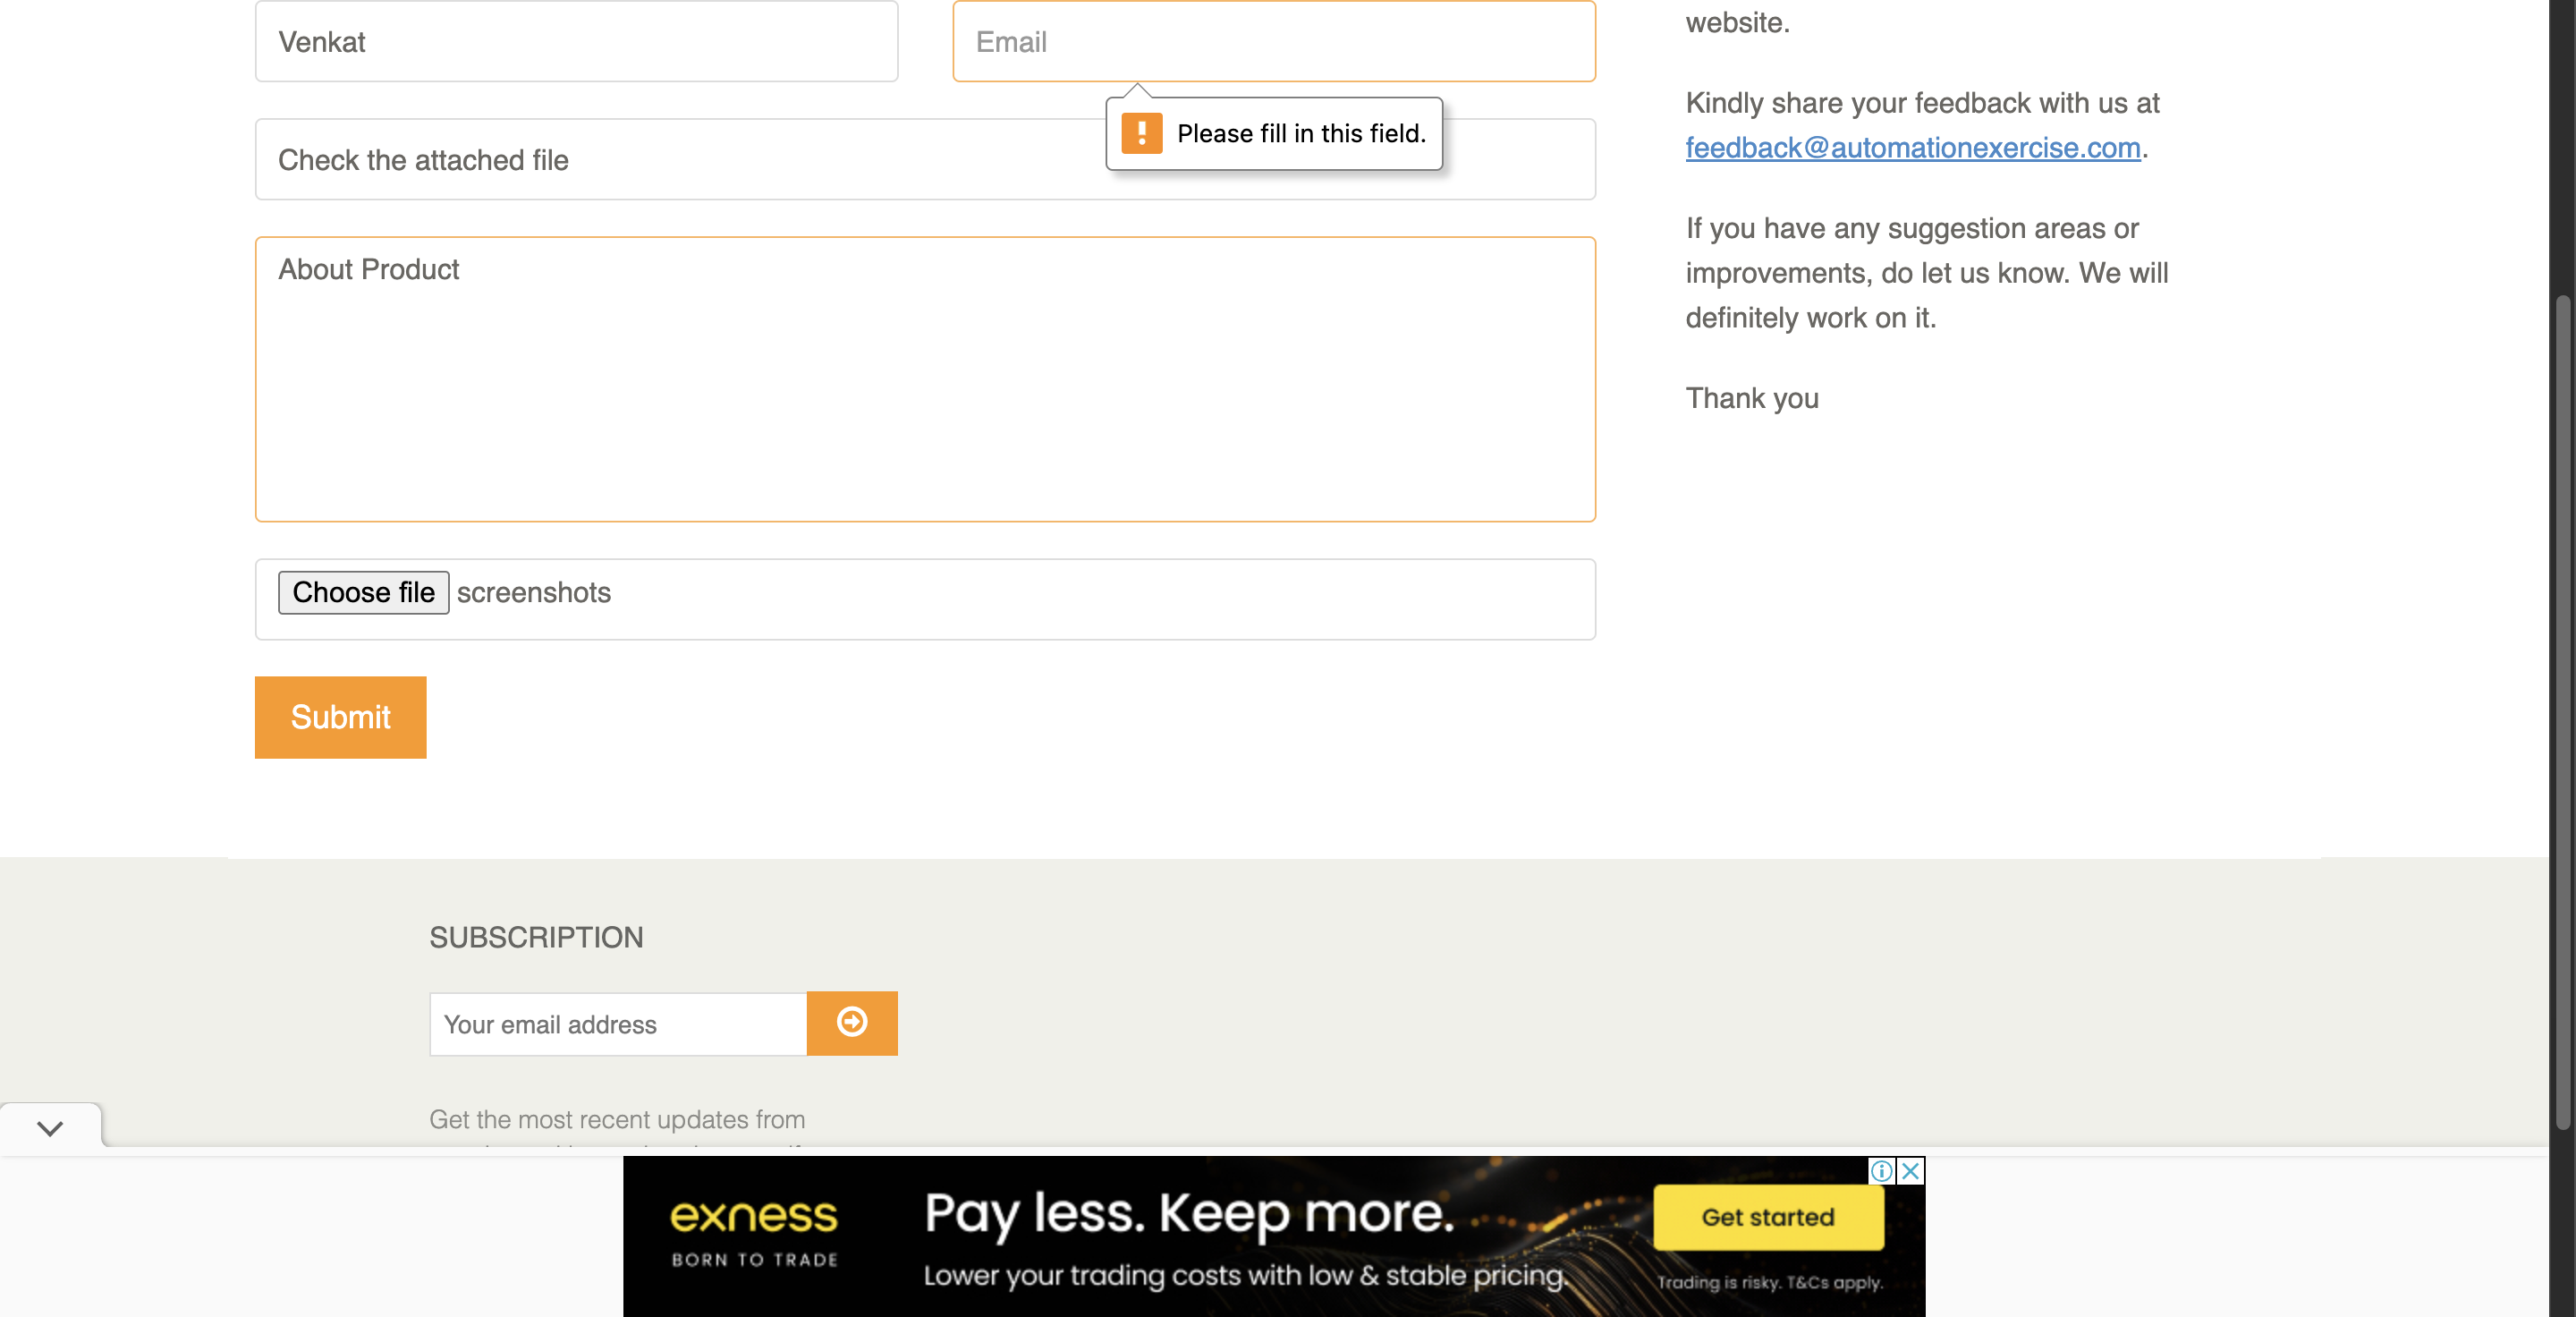 Venkat
Email
Please fill in this field.
Check the attached file
About Product
Choose file screenshots
Submit
website.
Kindly share your feedback with us at
feedback@automationexercise.com.
If you have any suggestion areas or
improvements, do let us know. We will
definitely work on it.
Thank you
SUBSCRIPTION
Your email address
Get the most recent updates from
exness
BORN TO TRADE
Pay less. Keep more.
Lower your trading costs with low & stable pricing.
Get started
Trading is risky. T&Cs apply.